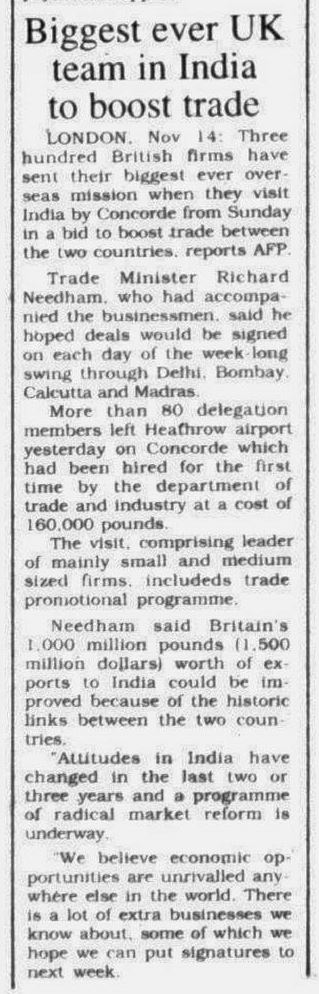 Biggest ever UK
team in India
to boost trade
LONDON, Nov 14: Three
hundred British firms have
sent their biggest ever over-
seas mission when they visit
India by Concorde from Sunday
in a bid to boost trade between
the two countries, reports AFP.
Trade Minister Richard
Needham, who had accompa-
nied the businessmen, said he
hoped deals would be signed
on each day of the week-long
swing through Delhi, Bombay,
Calcutta and Madras.
More than 80 delegation
members left Heathrow airport
yesterday on Concorde which
had been hired for the first
time by the department of
trade and industry at a cost of
160,000 pounds.
The visit, comprising leader
of mainly small and medium
sized firms, includeds trade
promotional programme.
Needham said Britain's
1,000 million pounds (1,500
million dollars) worth of ex-
ports to India could be im-
proved because of the historic
links between the two coun-
tries.
"Attitudes in India have
changed in the last two or
three years and a programme
of radical market reform is
underway.
"We believe economic op-
portunities are unrivalled any-
where else in the world. There
is a lot of extra businesses we
know about, some of which we
hope we can put signatures to
next week.